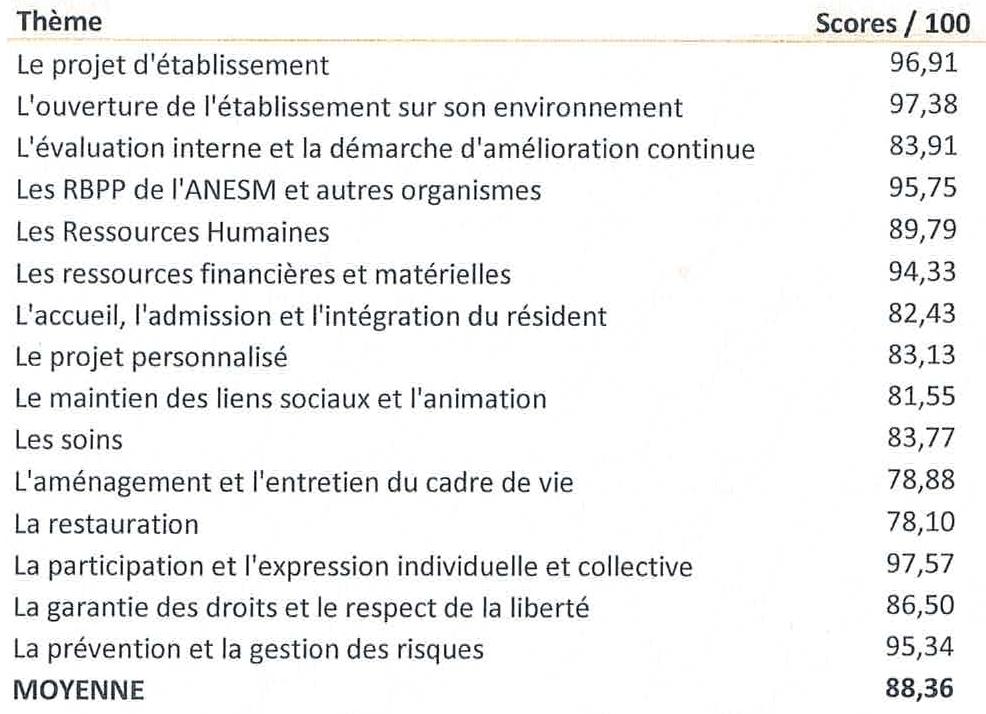 Thème Scores / 100
Le projet d'établissement 96,91
L'ouverture de l'établissement sur son environnement 97,38
L'évaluation interne et la démarche d'amélioration continue 83,91
Les RBPP de l'ANESM et autres organismes 95,75
Les Ressources Humaines 89,79
Les ressources financières et matérielles 94,33
L'accueil, l'admission et l'intégration du résident 82,43
Le projet personnalisé 83,13
Le maintien des liens sociaux et l'animation 81,55
Les soins 83,77
L'aménagement et l'entretien du cadre de vie 78,88
La restauration 78,10
La participation et l'expression individuelle et collective 97,57
La garantie des droits et le respect de la liberté 86,50
La prévention et la gestion des risques 95,34
MOYENNE 88,36